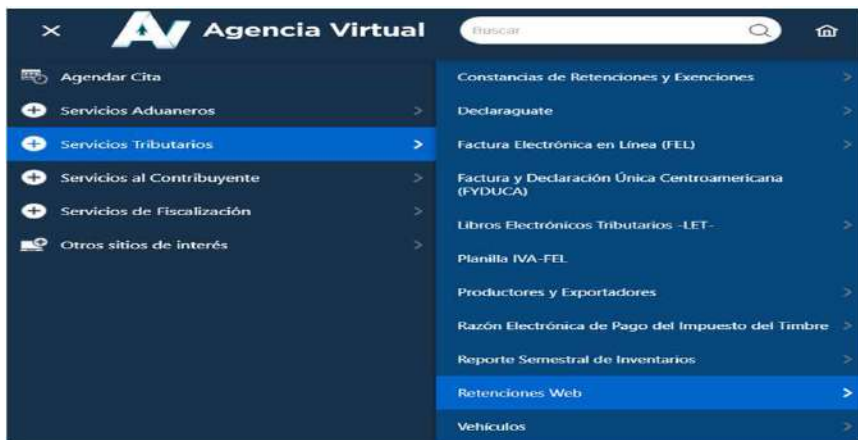 Agencia Virtual
Buscar
Agendar Cita
Servicios Aduaneros
Servicios Tributarios
Servicios al Contribuyente
Servicios de Fiscalización
Otros sitios de interés
Constancias de Retenciones y Exenciones
Declaraguate
Factura Electrónica en Línea (FEL)
Factura y Declaración Única Centroamericana
(FYDUCA)
Libros Electrónicos Tributarios -LET-
Planilla IVA-FEL
Productores y Exportadores
Razón Electrónica de Pago del Impuesto del Timbre
Reporte Semestral de Inventarios
Retenciones Web
Vehículos